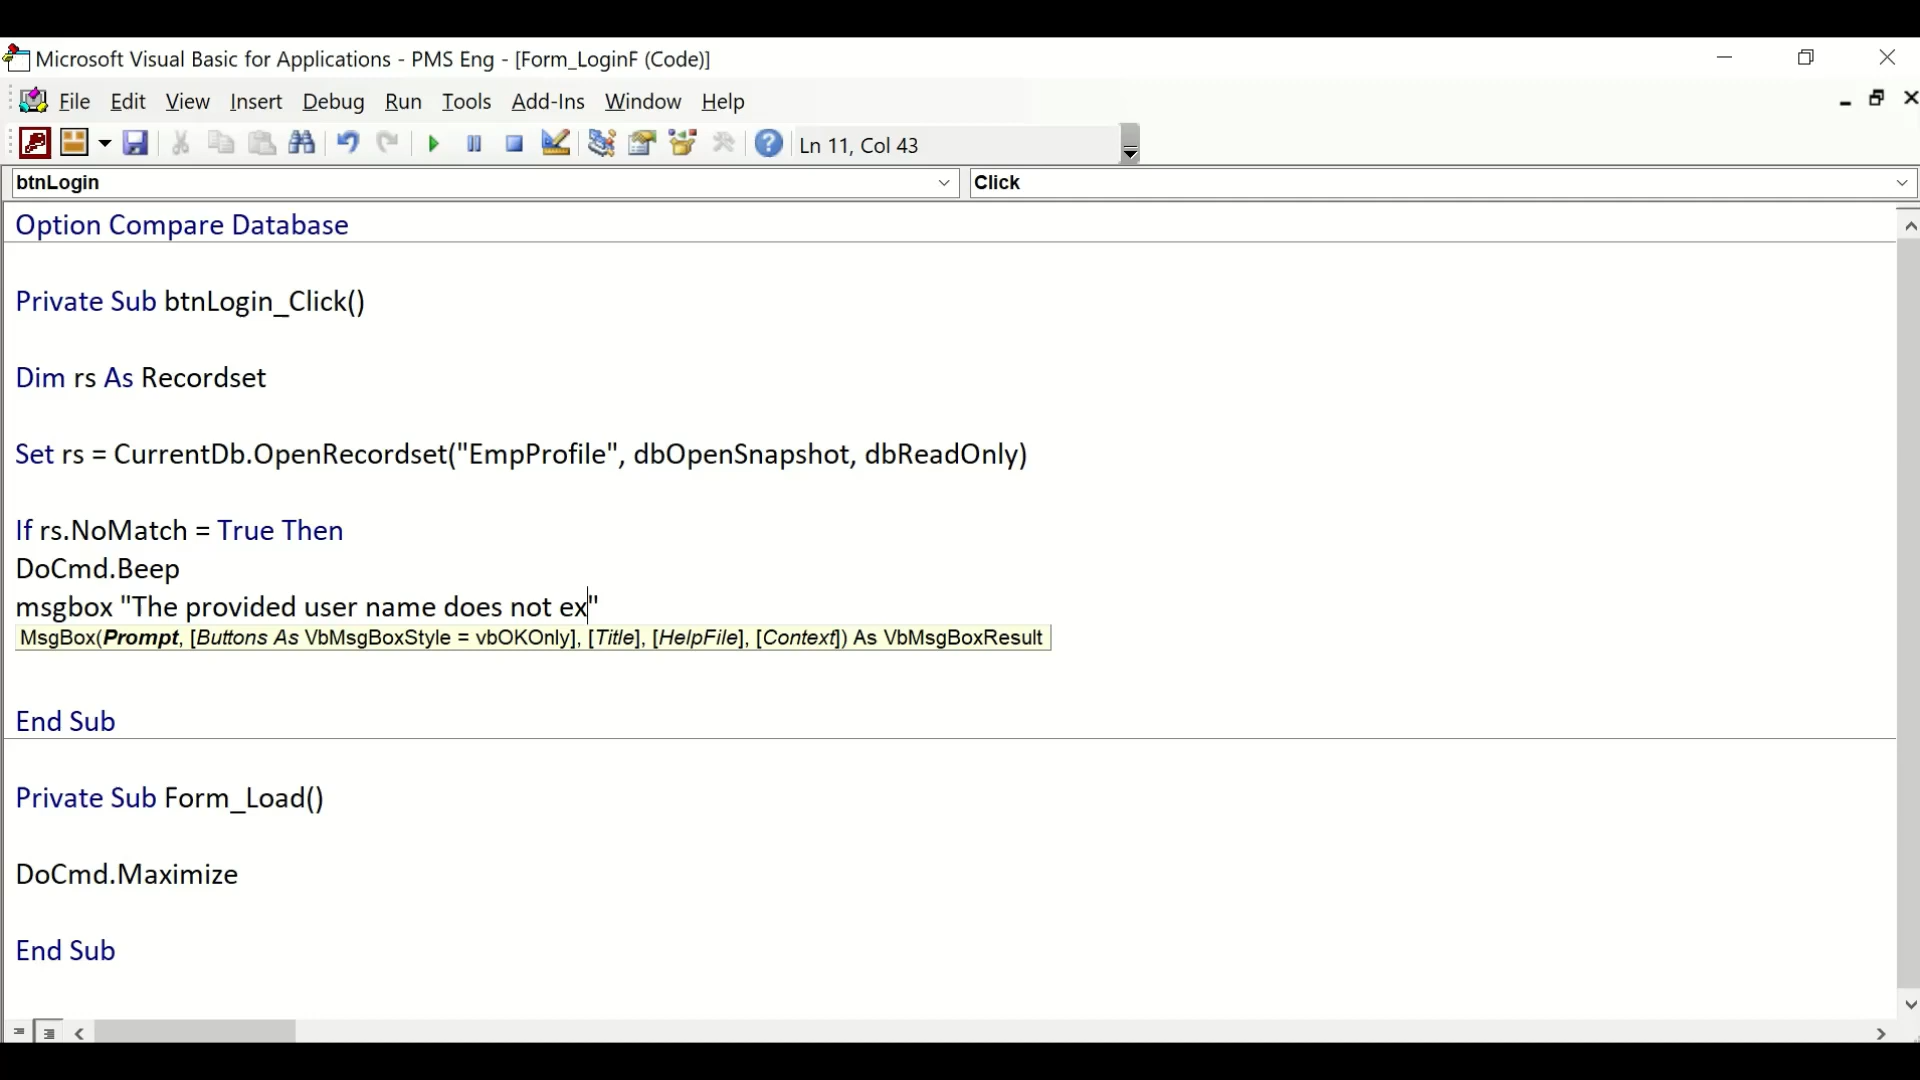 Microsoft Visual Basic for Applications - PMS Eng - [Form_LoginF (Code)]
File Edit View Insert Debug Run Tools Add-Ins Window Help
Ln 11, Col 43
btnLogin Click
Option Compare Database
Private Sub btnLogin_Click()
Dim rs As Recordset
Set rs = CurrentDb.OpenRecordset("EmpProfile", dbOpenSnapshot, dbReadOnly)
If rs.NoMatch = True Then
DoCmd.Beep
msgbox "The provided user name does not ex"
MsgBox(Prompt, [Buttons As VbMsgBoxStyle = vbOKOnly], [Title], [HelpFile], [Context]) As VbMsgBoxResult
End Sub
Private Sub Form_Load()
DoCmd.Maximize
End Sub